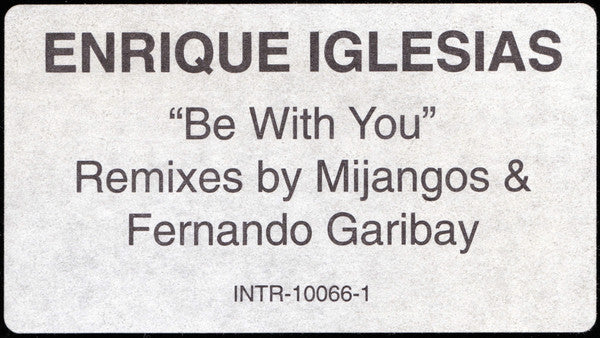 ENRIQUE IGLESIAS
“Be With You”
Remixes by Mijangos &
Fernando Garibay
INTR-10066-1